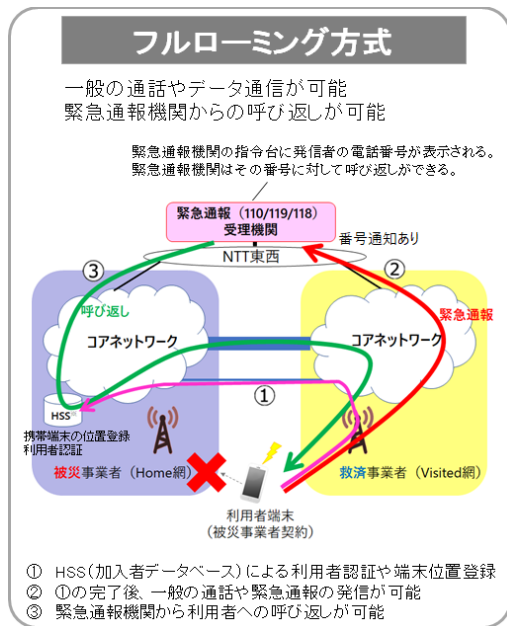 フルローミング方式
一般の通話やデータ通信が可能
緊急通報機関からの呼び返しが可能
緊急通報機関の指令台に発信者の電話番号が表示される。
緊急通報機関はその番号に対して呼び返しができる。
緊急通報（110/119/118）
受理機関
番号通知あり
NTT東西
③
②
呼び返し
緊急通報
コアネットワーク
コアネットワーク
①
HSS
携帯端末の位置登録
利用者認証
被災事業者（Home網）
救済事業者（Visited網）
利用者端末
（被災事業者契約）
① HSS（加入者データベース）による利用者認証や端末位置登録
② ①の完了後、一般の通話や緊急通報の発信が可能
③ 緊急通報機関から利用者への呼び返しが可能